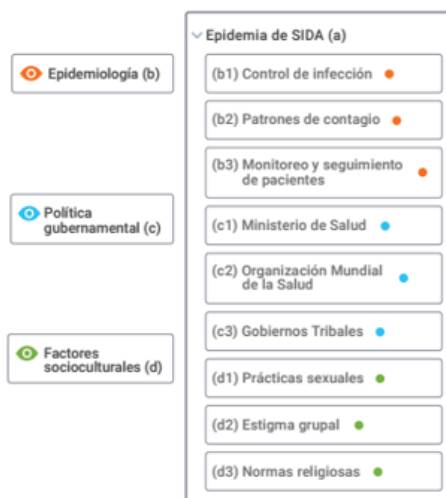 Epidemia de SIDA (a)
Epidemiología (b)
(b1) Control de infección
(b2) Patrones de contagio
(b3) Monitoreo y seguimiento
de pacientes
Política
gubernamental (c)
(c1) Ministerio de Salud
(c2) Organización Mundial
de la Salud
(c3) Gobiernos Tribales
Factores
socioculturales (d)
(d1) Prácticas sexuales
(d2) Estigma grupal
(d3) Normas religiosas